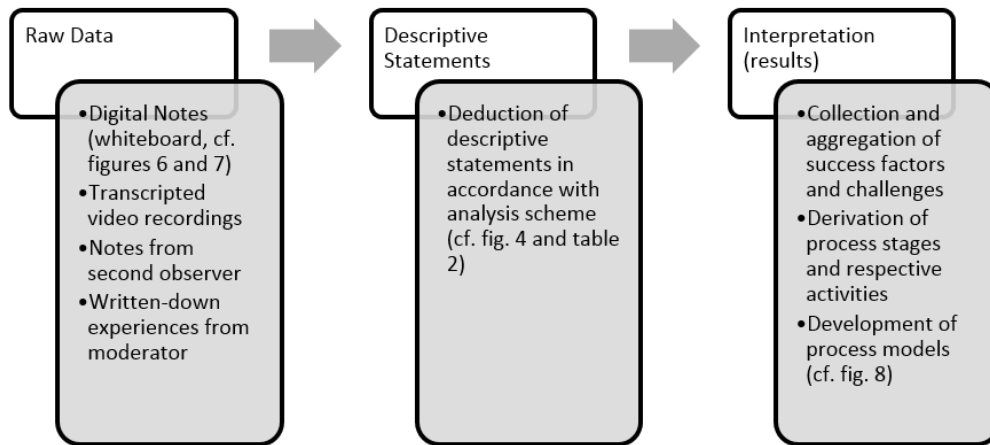 Raw Data
•Digital Notes
(whiteboard, cf.
figures 6 and 7)
•Transcripted
video recordings
•Notes from
second observer
•Written-down
experiences from
moderator
Descriptive
Statements
•Deduction of
descriptive
statements in
accordance with
analysis scheme
(cf. fig. 4 and table
2)
Interpretation
(results)
•Collection and
aggregation of
success factors
and challenges
•Derivation of
process stages
and respective
activities
•Development of
process models
(cf. fig. 8)